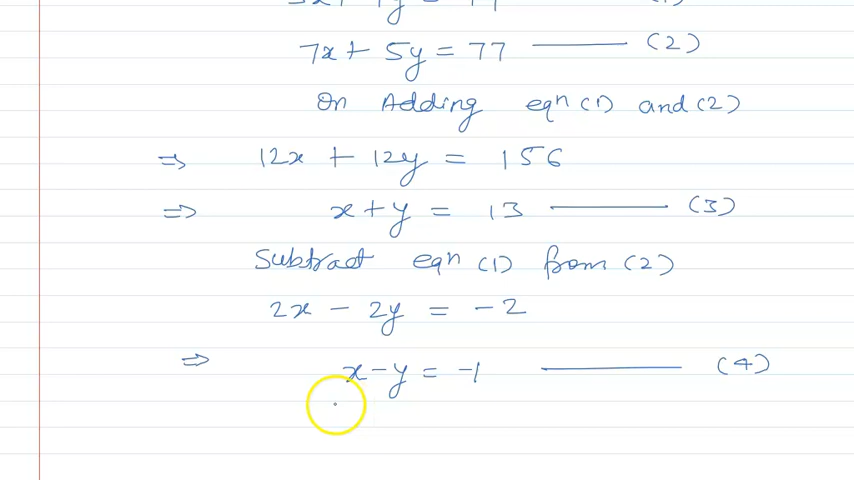 7x + 5y = 77 ——— (2)
On Adding eqn (1) and (2)
⇒ 12x + 12y = 156
⇒ x + y = 13 ——— (3)
Subtract eqn (1) from (2)
2x - 2y = -2
⇒ x - y = -1 ——— (4)